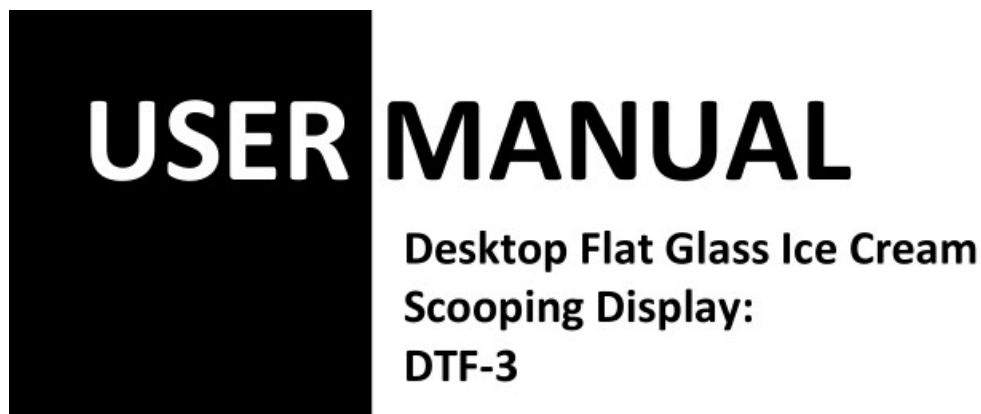 USER MANUAL
Desktop Flat Glass Ice Cream
Scooping Display:
DTF-3